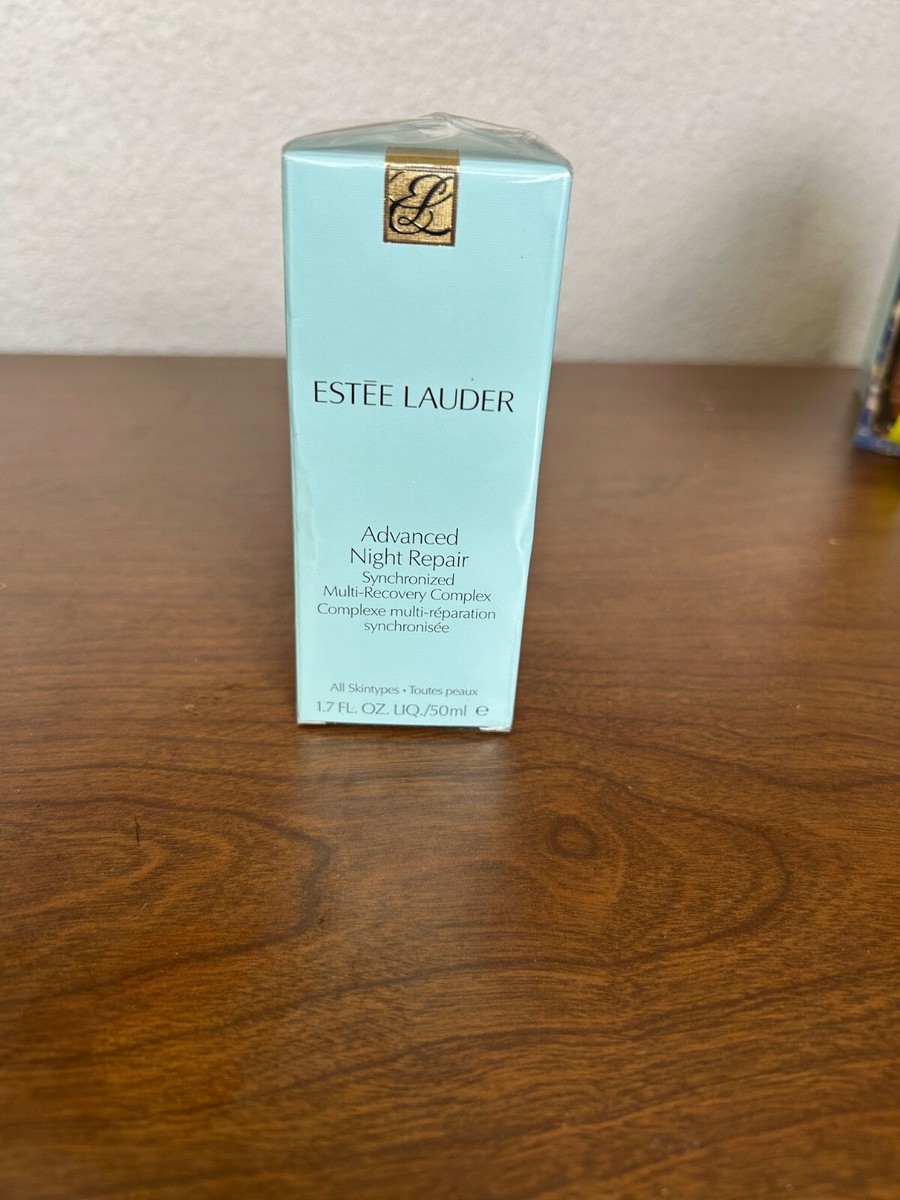 EL
ESTĒE LAUDER
Advanced
Night Repair
Synchronized
Multi-Recovery Complex
Complexe multi-réparation
synchronisée
All Skintypes • Toutes peaux
1.7 FL. OZ. LIQ./50ml ℮